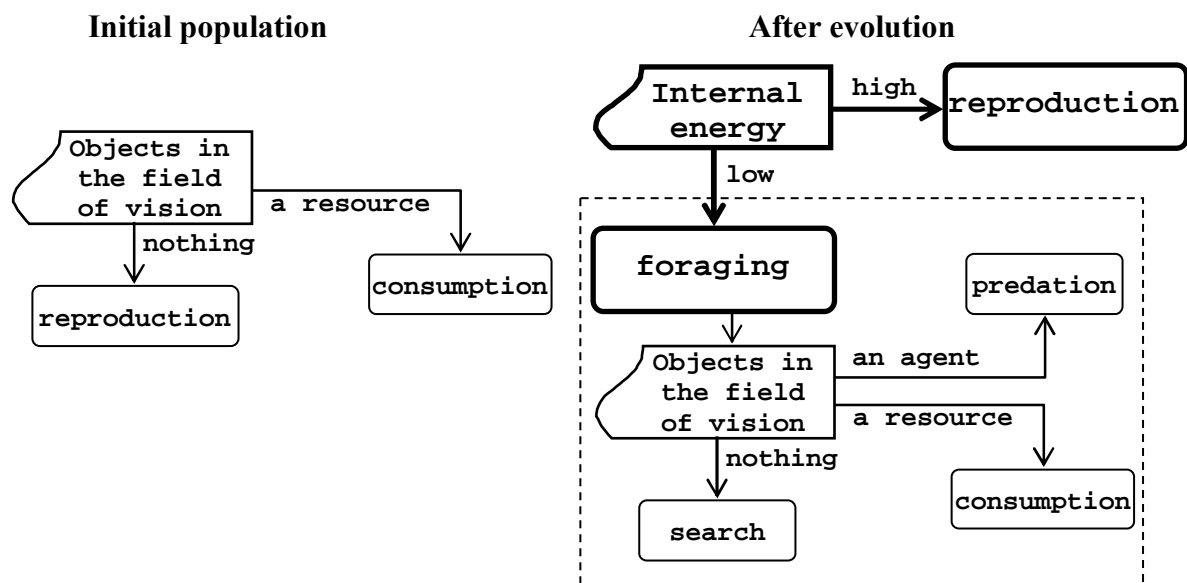 Initial population
Objects in
the field
of vision
a resource
nothing
consumption
reproduction
After evolution
Internal
energy
high
reproduction
low
foraging
predation
Objects in
the field
of vision
an agent
a resource
nothing
consumption
search